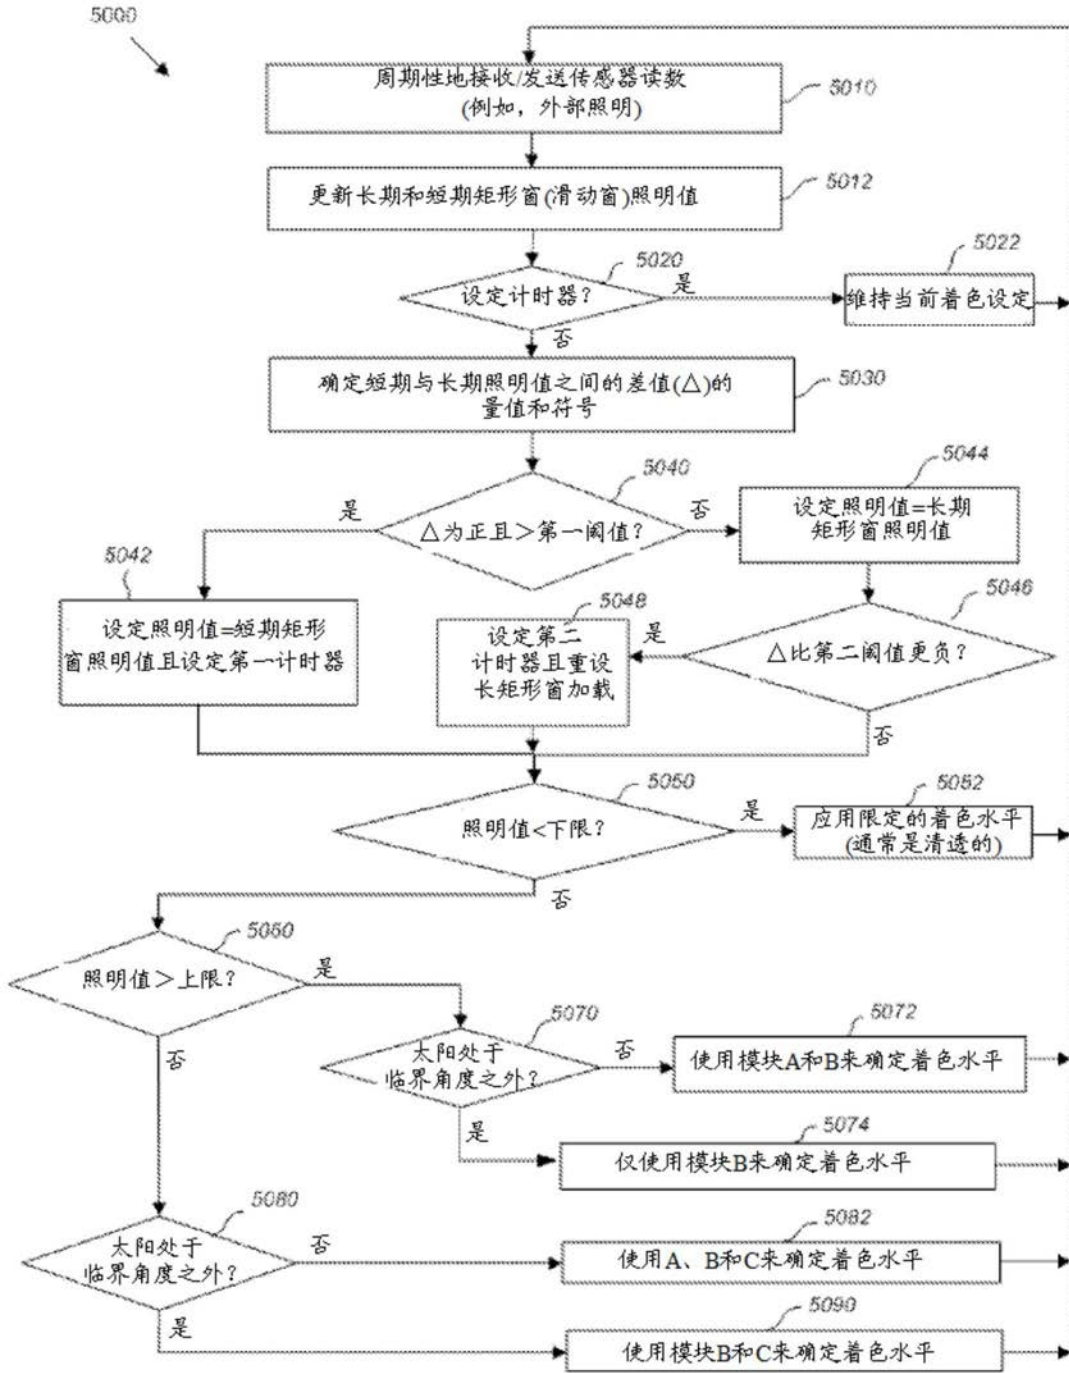 5000
周期性地接收/发送传感器读数
(例如，外部照明)
5010
更新长期和短期矩形窗(滑动窗)照明值
5012
设定计时器？
5020
是
否
维持当前着色设定
5022
确定短期与长期照明值之间的差值(△)的
量值和符号
5030
△为正且＞第一阈值？
5040
是
否
设定照明值=长期
矩形窗照明值
5044
5042
设定照明值=短期矩形
窗照明值且设定第一计时器
5048
设定第二
计时器且重设
长矩形窗加载
是
△比第二阈值更负？
5046
否
照明值<下限？
5050
是
否
5052
应用限定的着色水平
(通常是清透的)
照明值＞上限？
5060
是
否
太阳处于
临界角度之外？
5070
否
是
5072
使用模块A和B来确定着色水平
5074
仅使用模块B来确定着色水平
太阳处于
临界角度之外？
5080
否
是
5082
使用A、B和C来确定着色水平
5090
使用模块B和C来确定着色水平